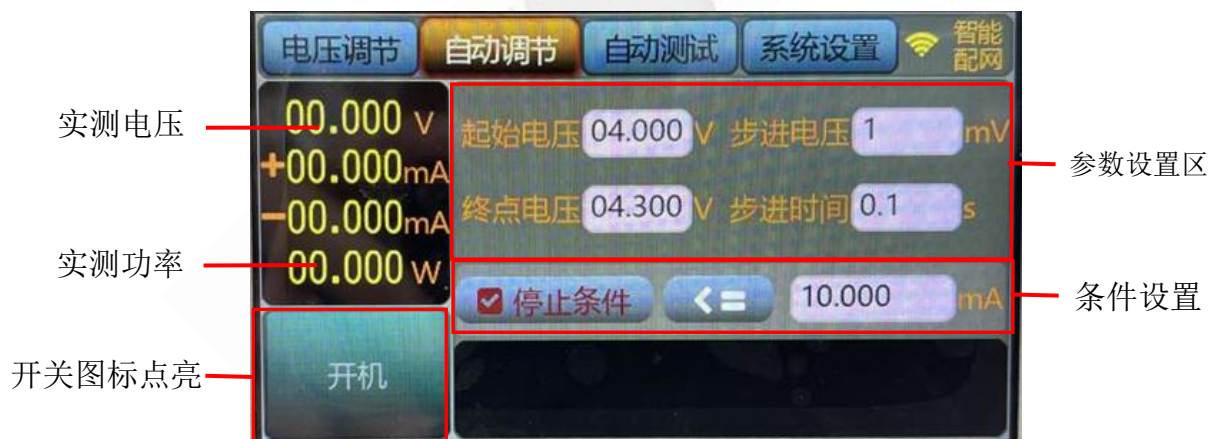 电压调节 自动调节 自动测试 系统设置 智能
配网
实测电压
00.000 V
+00.000mA
-00.000mA
实测功率
00.000 W
起始电压 04.000 V 步进电压 1 mV
终点电压 04.300 V 步进时间 0.1 s
参数设置区
停止条件 <= 10.000 mA
条件设置
开关图标点亮
开机